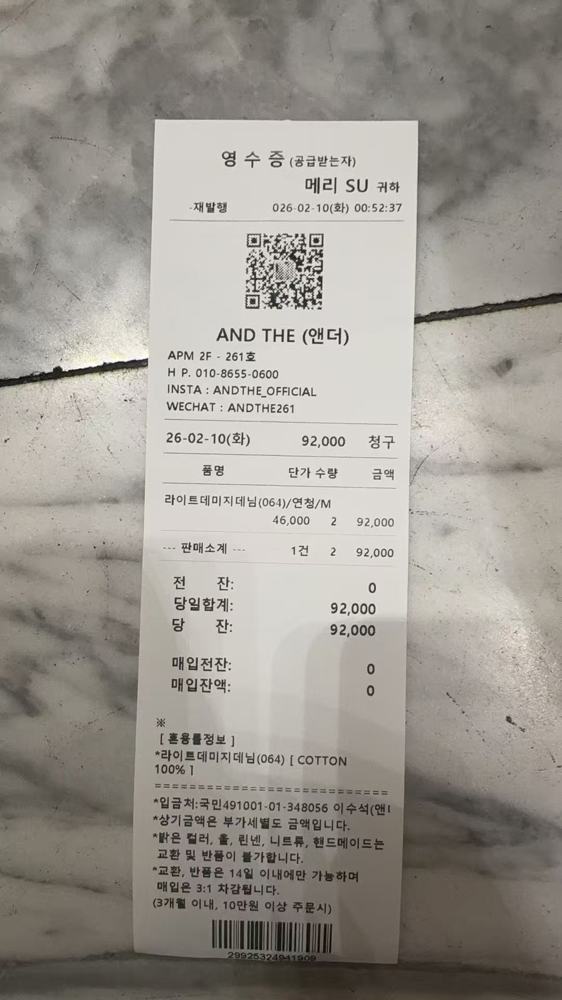 영 수 증 (공급받는자)
메리 SU 귀하
-재발행 026-02-10(화) 00:52:37
AND THE (앤더)
APM 2F - 261호
H P. 010-8655-0600
INSTA : ANDTHE_OFFICIAL
WECHAT : ANDTHE261
26-02-10(화) 92,000 청구
품명 단가 수량 금액
라이트데미지데님(064)/연청/M
46,000 2 92,000
--- 판매소계 --- 1건 2 92,000
전 잔: 0
당일합계: 92,000
당 잔: 92,000
매입전잔: 0
매입잔액: 0
※
[ 혼용률정보 ]
*라이트데미지데님(064) [ COTTON
100% ]
*입금처:국민491001-01-348056 이수석(앤
*상기금액은 부가세별도 금액입니다.
*밝은 컬러, 울, 린넨, 니트류, 핸드메이드는
교환 및 반품이 불가합니다.
*교환, 반품은 14일 이내에만 가능하며
매입은 3:1 차감됩니다.
(3개월 이내, 10만원 이상 주문시)
29925324941909